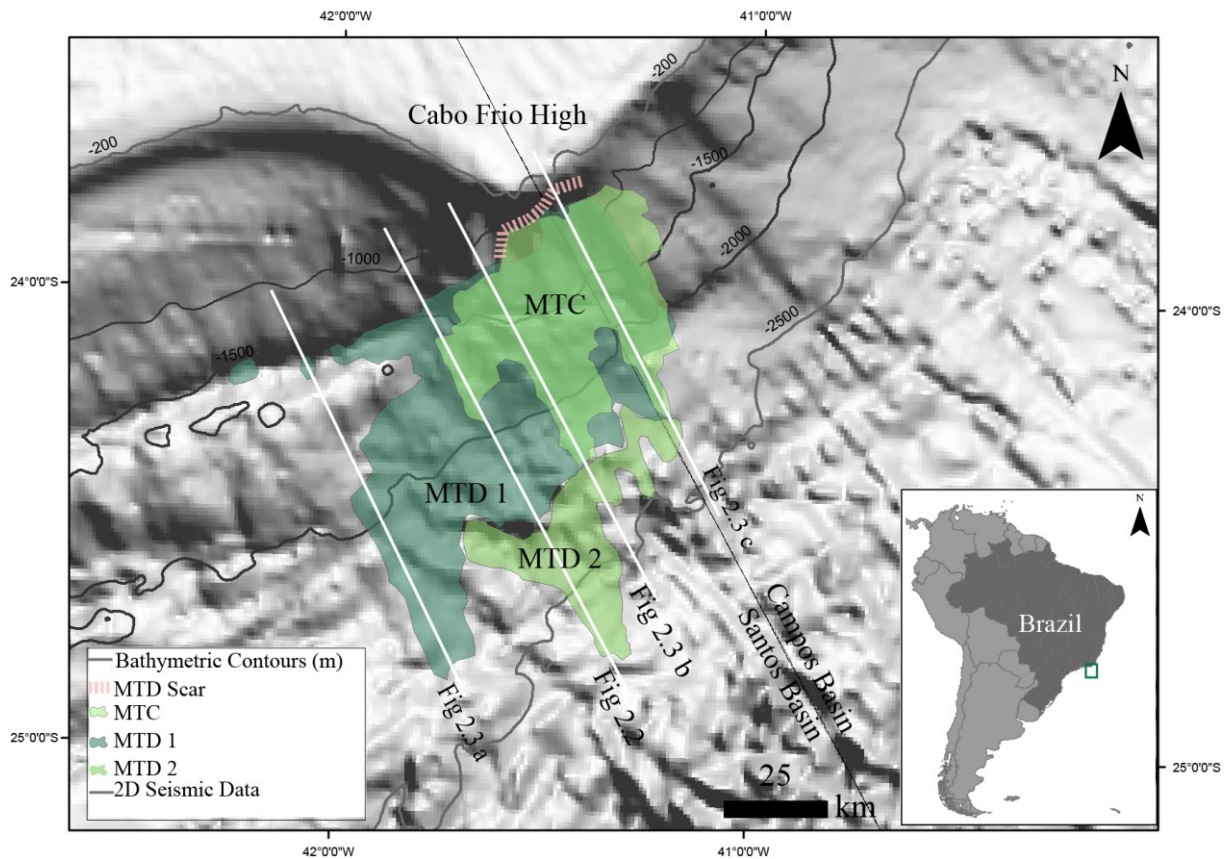 42°0'0"W
41°0'0"W
N
-200
Cabo Frio High
-200
-1500
-1000
-2000
24°0'0"S
24°0'0"S
MTC
-2500
-1500
MTD 1
Fig 2.3 c
MTD 2
Fig 2.3 b
Campos Basin
Santos Basin
Fig 2.2
Fig 2.3 a
N
Brazil
Bathymetric Contours (m)
MTD Scar
MTC
MTD 1
MTD 2
2D Seismic Data
25°0'0"S
25°0'0"S
25
km
42°0'0"W
41°0'0"W